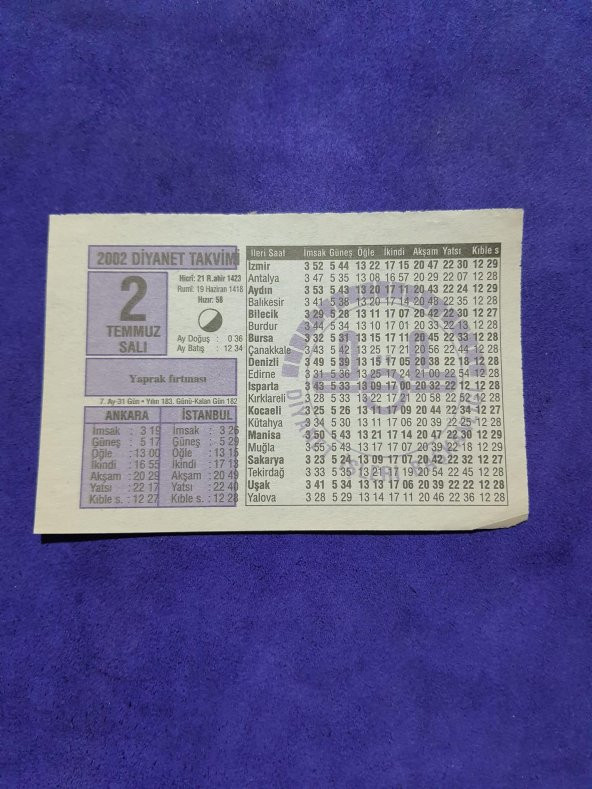 2002 DİYANET TAKVİMİ
2
TEMMUZ
SALI
Hicrî: 21 R.ahir 1423
Rumî: 19 Haziran 1418
Hızır: 58
Ay Doğuş : 0 36
Ay Batış : 12 34
Yaprak fırtınası
7. Ay-31 Gün • Yılın 183. Günü-Kalan Gün 182
ANKARA
İmsak : 3 19
Güneş : 5 17
Öğle : 13 00
İkindi : 16 55
Akşam : 20 29
Yatsı : 22 17
Kıble s. : 12 27
İSTANBUL
İmsak : 3 26
Güneş : 5 29
Öğle : 13 15
İkindi : 17 13
Akşam : 20 49
Yatsı : 22 40
Kıble s. : 12 28
İleri Saat İmsak Güneş Öğle İkindi Akşam Yatsı Kıble s
İzmir 3 52 5 44 13 22 17 15 20 47 22 30 12 29
Antalya 3 47 5 35 13 08 16 57 20 29 22 07 12 28
Aydın 3 53 5 43 13 20 17 11 20 43 22 24 12 29
Balıkesir 3 41 5 38 13 20 17 14 20 48 22 35 12 28
Bilecik 3 29 5 28 13 11 17 07 20 42 22 31 12 27
Burdur 3 44 5 34 13 10 17 01 20 33 22 14 12 28
Bursa 3 32 5 31 13 15 17 11 20 45 22 33 12 28
Çanakkale 3 43 5 42 13 25 17 21 20 56 22 44 12 28
Denizli 3 49 5 39 13 15 17 06 20 38 22 18 12 28
Edirne 3 31 5 36 13 25 17 24 21 00 22 54 12 28
Isparta 3 43 5 33 13 09 17 00 20 32 22 12 12 28
Kırklareli 3 28 5 33 13 22 17 22 20 58 22 52 12 28
Kocaeli 3 25 5 26 13 11 17 09 20 44 22 34 12 27
Kütahya 3 34 5 30 13 11 17 05 20 39 22 26 12 28
Manisa 3 50 5 43 13 21 17 14 20 47 22 30 12 29
Muğla 3 55 5 43 13 17 17 07 20 39 22 18 12 29
Sakarya 3 23 5 24 13 09 17 07 20 42 22 32 12 27
Tekirdağ 3 33 5 35 13 21 17 19 20 54 22 45 12 28
Uşak 3 41 5 34 13 13 17 06 20 39 22 22 12 28
Yalova 3 28 5 29 13 14 17 11 20 46 22 36 12 28